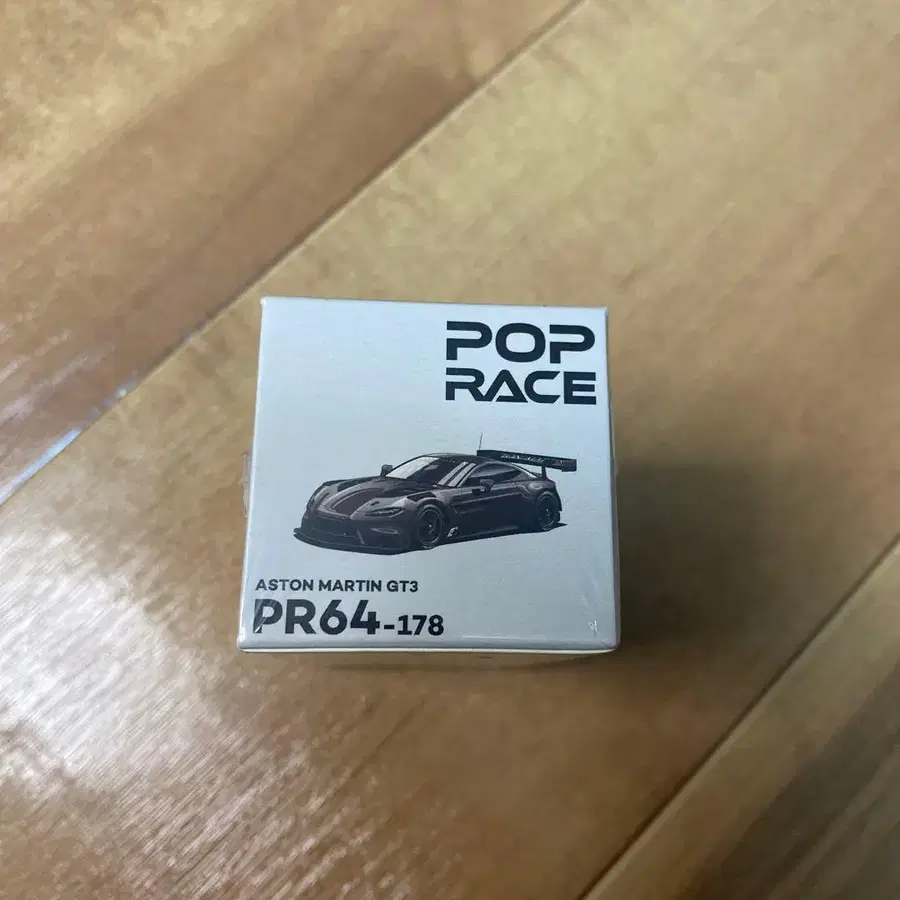 POP
RACE
ASTON MARTIN GT3
PR64-178